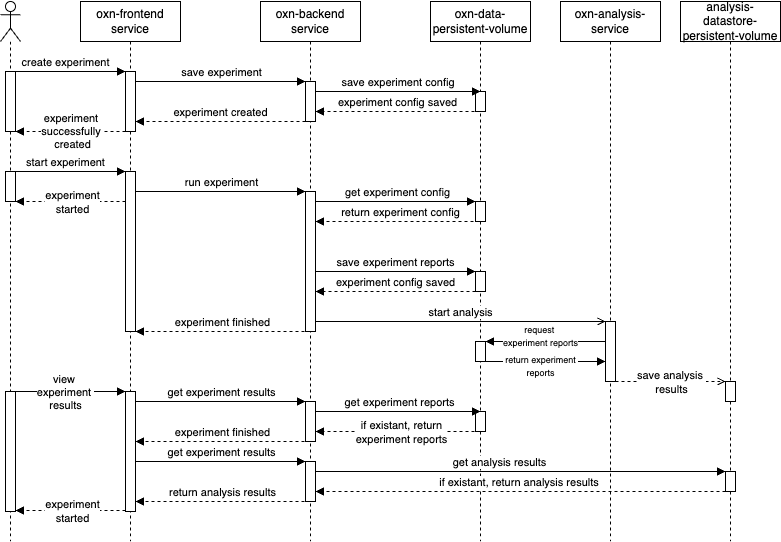 oxn-frontend
service
oxn-backend
service
oxn-data-
persistent-volume
oxn-analysis-
service
analysis-
datastore-
persistent-volume
create experiment
save experiment
save experiment config
experiment config saved
experiment created
experiment
successfully
created
start experiment
run experiment
experiment
started
get experiment config
return experiment config
save experiment reports
experiment config saved
start analysis
experiment finished
request
experiment reports
return experiment
reports
save analysis
results
view
experiment
results
get experiment results
get experiment reports
if existant, return
experiment reports
experiment finished
get experiment results
get analysis results
if existant, return analysis results
return analysis results
experiment
started